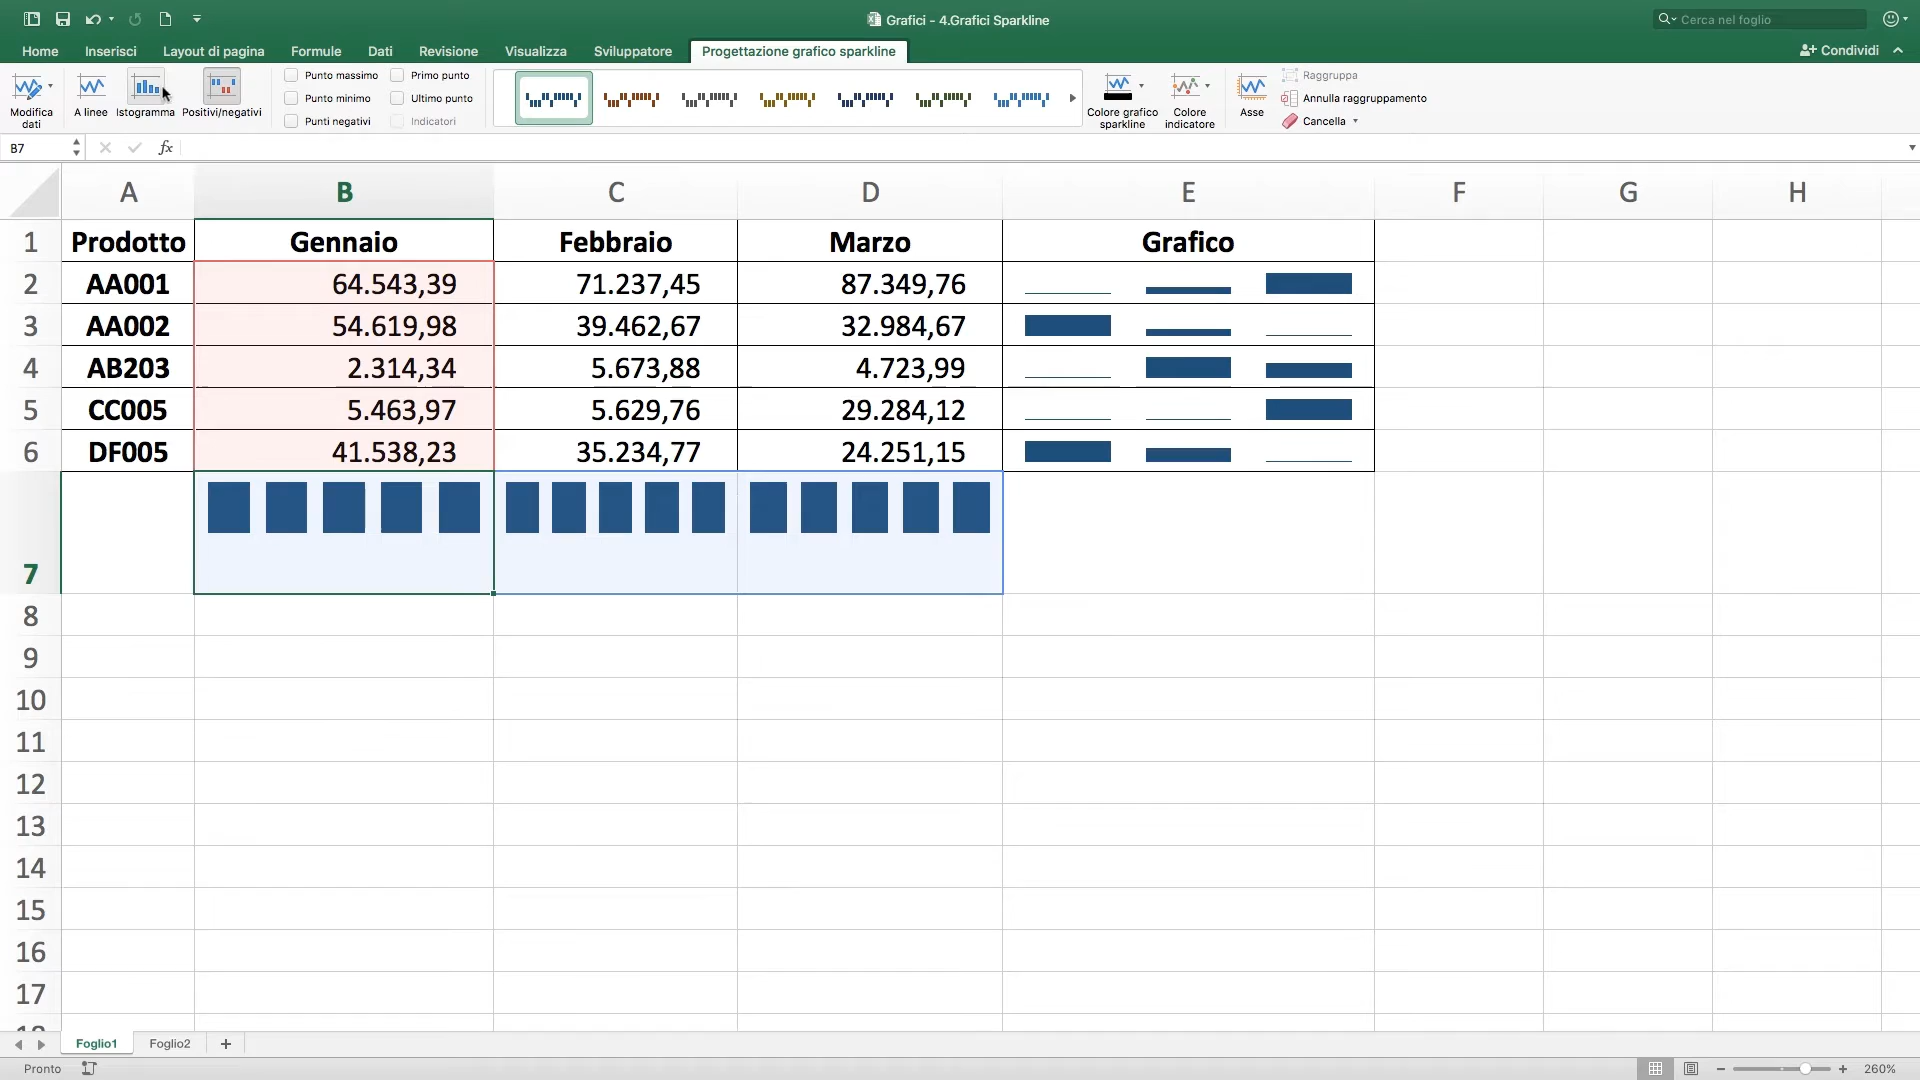 Grafici - 4.Grafici Sparkline
Cerca nel foglio
Home Inserisci Layout di pagina Formule Dati Revisione Visualizza Sviluppatore Progettazione grafico sparkline Condividi
Modifica dati
A linee
Istogramma
Positivi/negativi
Punto massimo
Punto minimo
Punti negativi
Primo punto
Ultimo punto
Indicatori
Colore grafico sparkline
Colore indicatore
Asse
Raggruppa
Annulla raggruppamento
Cancella
B7 fx
A B C D E F G H
1 Prodotto Gennaio Febbraio Marzo Grafico
2 AA001 64.543,39 71.237,45 87.349,76
3 AA002 54.619,98 39.462,67 32.984,67
4 AB203 2.314,34 5.673,88 4.723,99
5 CC005 5.463,97 5.629,76 29.284,12
6 DF005 41.538,23 35.234,77 24.251,15
7
8
9
10
11
12
13
14
15
16
17
Foglio1 Foglio2 +
Pronto 260%